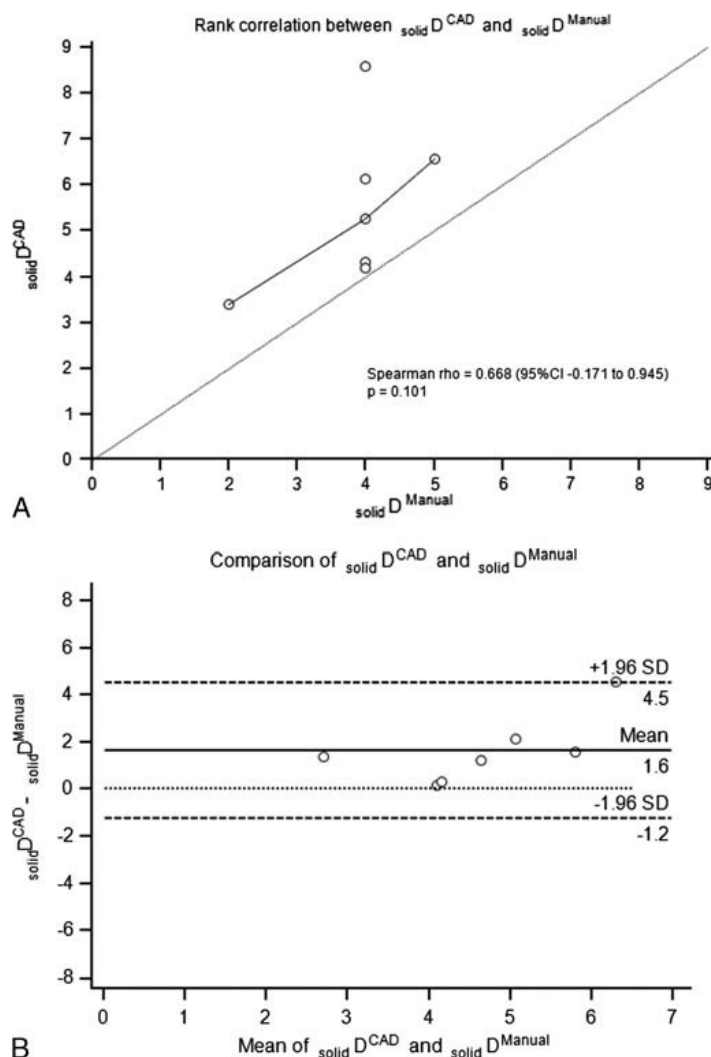 Rank correlation between solid D CAD and solid D Manual
9
8
7
6
5
4
3
2
1
0
solid D CAD
Spearman rho = 0.668 (95%CI -0.171 to 0.945)
p = 0.101
0 1 2 3 4 5 6 7 8 9
solid D Manual
A
Comparison of solid D CAD and solid D Manual
8
6
4
2
0
-2
-4
-6
-8
solid D CAD - solid D Manual
+1.96 SD
4.5
Mean
1.6
-1.96 SD
-1.2
0 1 2 3 4 5 6 7
Mean of solid D CAD and solid D Manual
B